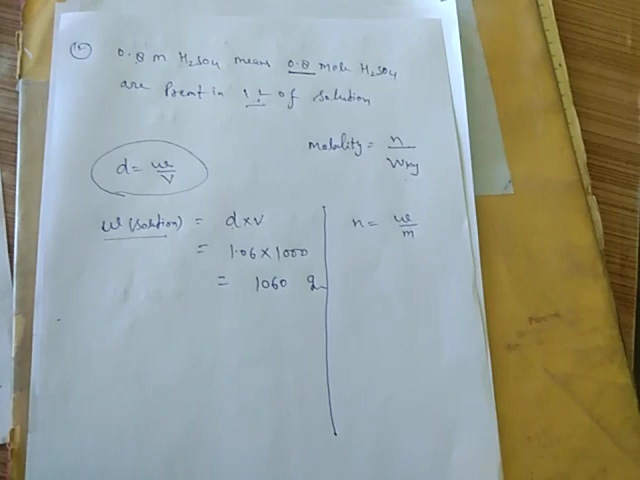 0.8 M H2SO4 means 0.8 mole H2SO4
are Present in 1 L of solution
molality = n / Wkg
d = w / V
w (solution) = d×V
= 1.06 × 1000
= 1060 g
n = w / m